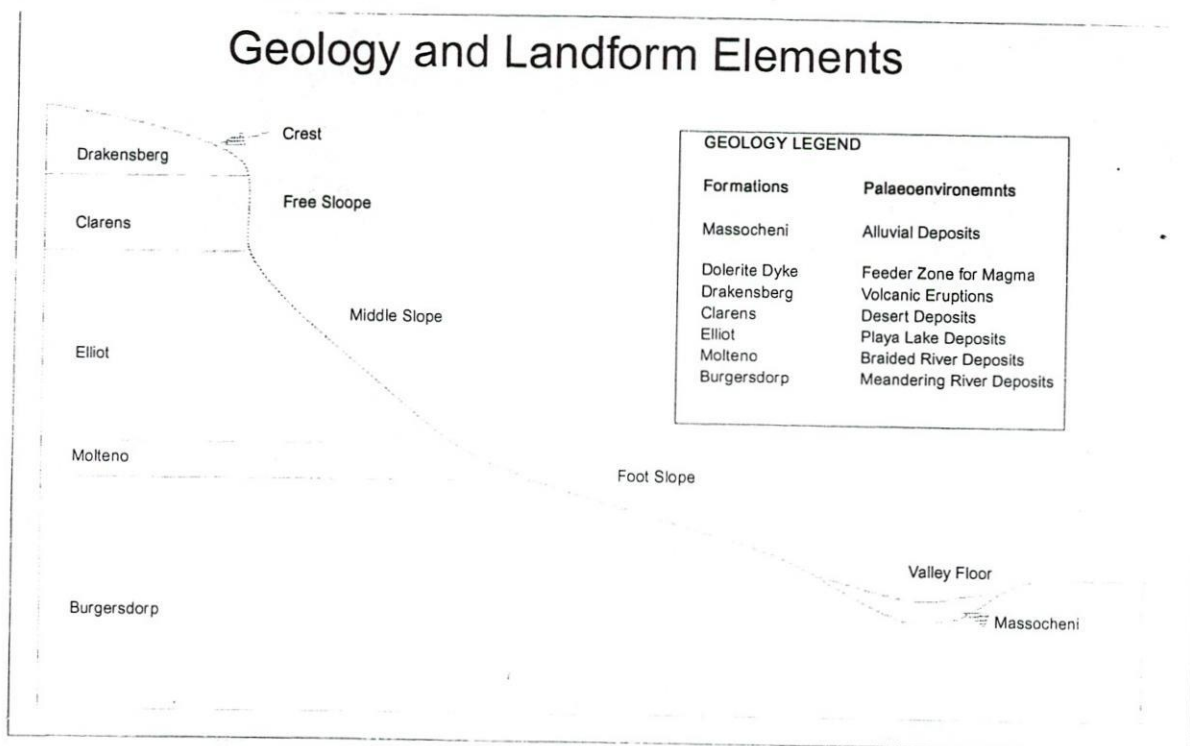 Geology and Landform Elements
Crest
Drakensberg
Free Sloope
Clarens
Middle Slope
Elliot
Molteno
Foot Slope
Valley Floor
Burgersdorp
Massocheni
GEOLOGY LEGEND
Formations Palaeoenvironemnts
Massocheni Alluvial Deposits
Dolerite Dyke Feeder Zone for Magma
Drakensberg Volcanic Eruptions
Clarens Desert Deposits
Elliot Playa Lake Deposits
Molteno Braided River Deposits
Burgersdorp Meandering River Deposits